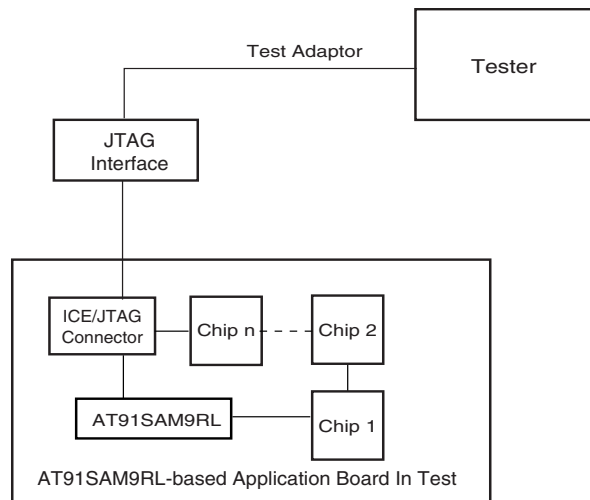 Test Adaptor
Tester
JTAG
Interface
ICE/JTAG
Connector
Chip n
Chip 2
AT91SAM9RL
Chip 1
AT91SAM9RL-based Application Board In Test